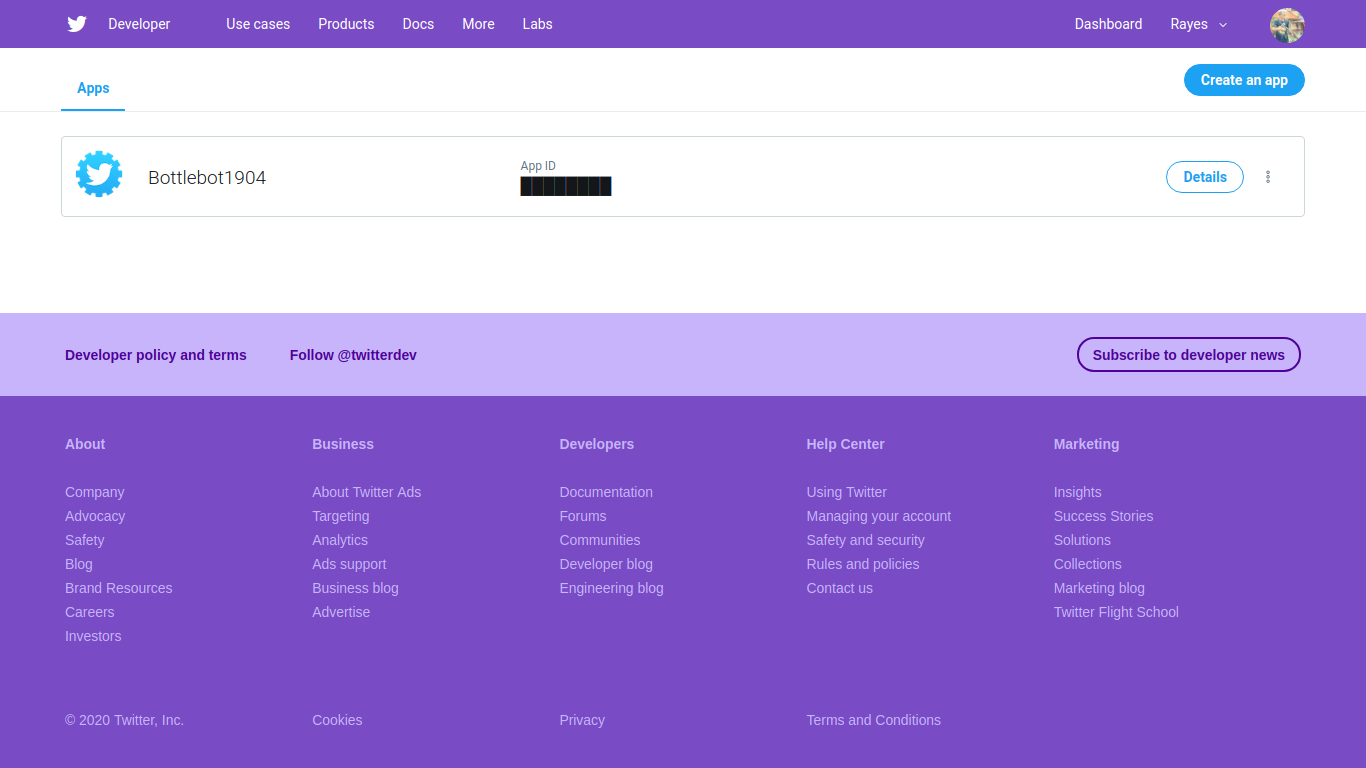 Developer Use cases Products Docs More Labs Dashboard Rayes
Apps Create an app
App ID
Bottlebot1904 Details
Developer policy and terms Follow @twitterdev Subscribe to developer news
About Business Developers Help Center Marketing
Company About Twitter Ads Documentation Using Twitter Insights
Advocacy Targeting Forums Managing your account Success Stories
Safety Analytics Communities Safety and security Solutions
Blog Ads support Developer blog Rules and policies Collections
Brand Resources Business blog Engineering blog Contact us Marketing blog
Careers Advertise Twitter Flight School
Investors
© 2020 Twitter, Inc. Cookies Privacy Terms and Conditions